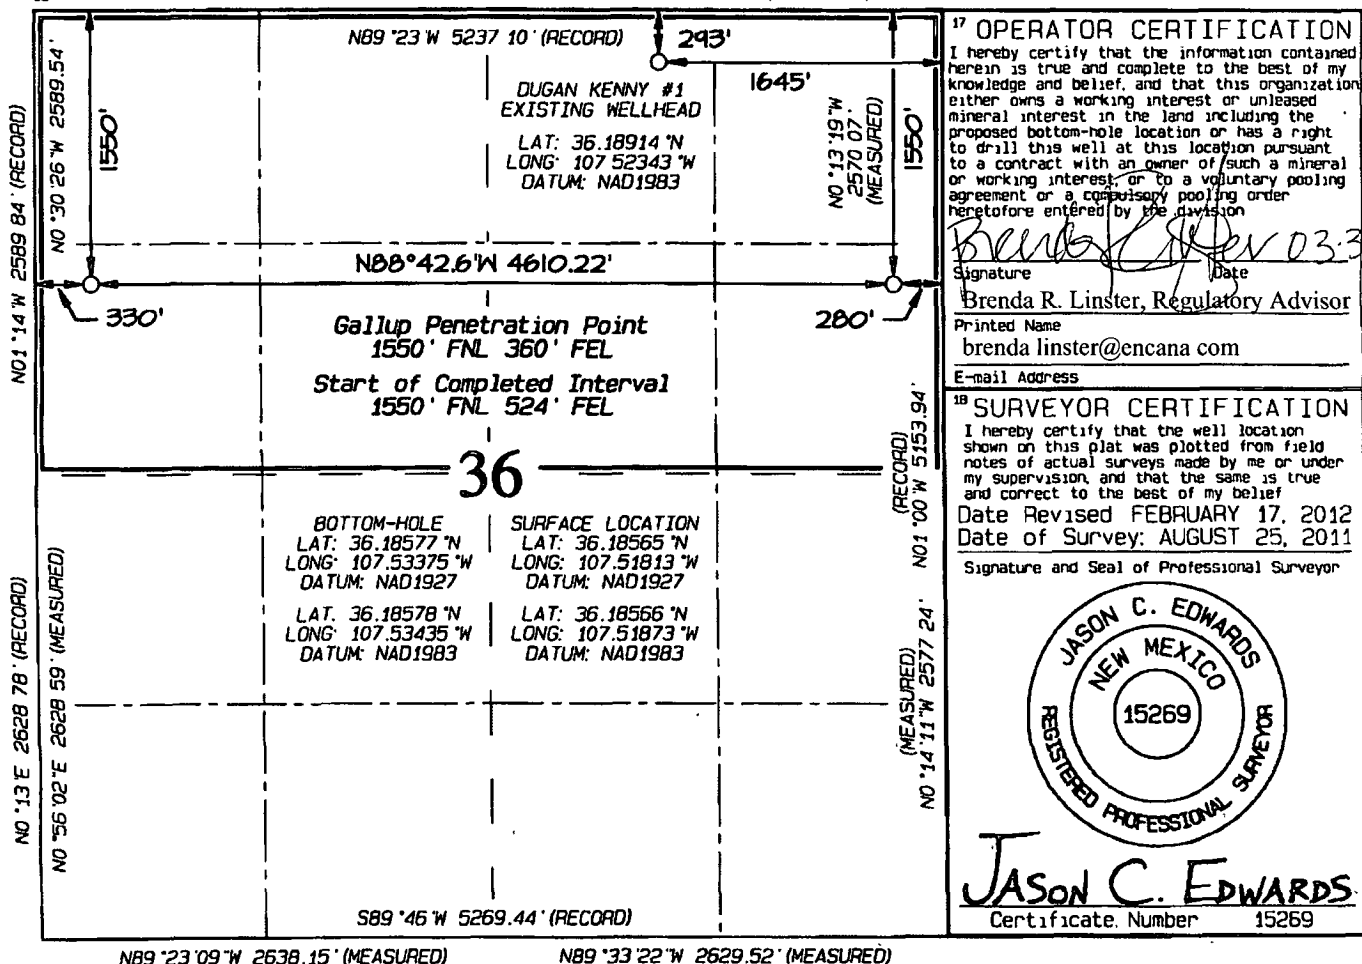 N89°23'W 5237 10' (RECORD)
293'
1645'
DUGAN KENNY #1
EXISTING WELLHEAD
LAT: 36.18914 °N
LONG: 107 52343 °W
DATUM: NAD1983
N01°14'W 2589 84' (RECORD)
N0°30'26"W 2589.54'
1550'
N0°13'19"W
2570 07'
(MEASURED)
1550'
N88°42.6'W 4610.22'
330'
280'
Gallup Penetration Point
1550' FNL 360' FEL
Start of Completed Interval
1550' FNL 524' FEL
36
N01°00'W 5153.94'
(RECORD)
BOTTOM-HOLE
LAT: 36.18577 °N
LONG: 107.53375 °W
DATUM: NAD1927
LAT. 36.18578 °N
LONG: 107.53435 °W
DATUM: NAD1983
SURFACE LOCATION
LAT: 36.18565 °N
LONG: 107.51813 °W
DATUM: NAD1927
LAT: 36.18566 °N
LONG: 107.51873 °W
DATUM: NAD1983
N0°13'E 2628 78' (RECORD)
N0°56'02"E 2628 59' (MEASURED)
(MEASURED)
N0°14'11"W 2577 24'
S89°46'W 5269.44' (RECORD)
N89°23'09"W 2638.15' (MEASURED)
N89°33'22"W 2629.52' (MEASURED)
17 OPERATOR CERTIFICATION
I hereby certify that the information contained
herein is true and complete to the best of my
knowledge and belief, and that this organization
either owns a working interest or unleased
mineral interest in the land including the
proposed bottom-hole location or has a right
to drill this well at this location pursuant
to a contract with an owner of such a mineral
or working interest, or to a voluntary pooling
agreement or a compulsory pooling order
heretofore entered by the division
03-3
Signature Date
Brenda R. Linster, Regulatory Advisor
Printed Name
brenda linster@encana com
E-mail Address
18 SURVEYOR CERTIFICATION
I hereby certify that the well location
shown on this plat was plotted from field
notes of actual surveys made by me or under
my supervision, and that the same is true
and correct to the best of my belief
Date Revised FEBRUARY 17, 2012
Date of Survey: AUGUST 25, 2011
Signature and Seal of Professional Surveyor
JASON C. EDWARDS
NEW MEXICO
15269
REGISTERED PROFESSIONAL SURVEYOR
JASON C. EDWARDS
Certificate Number 15269